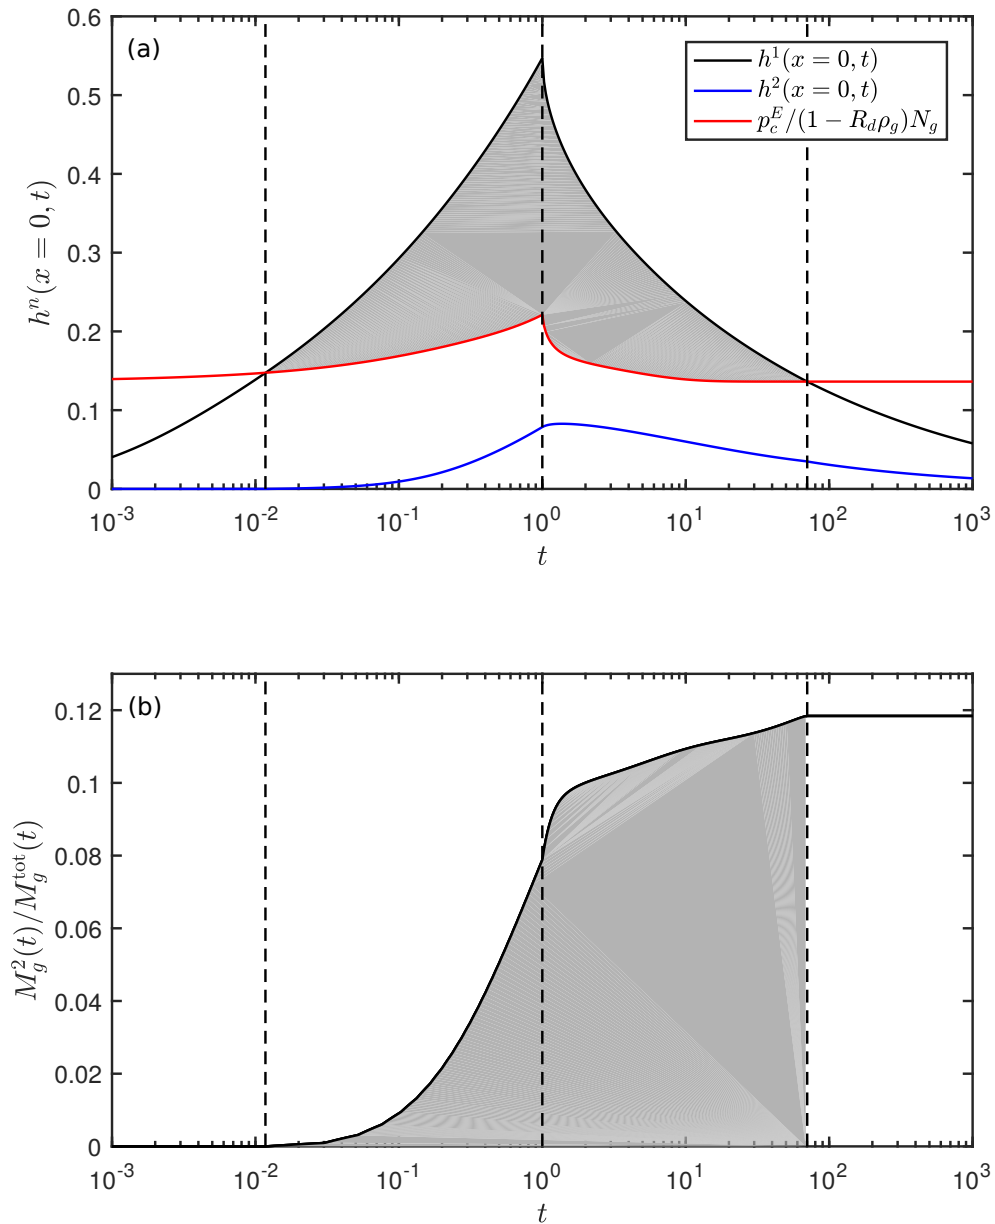 (a)
0.6
0.5
0.4
0.3
0.2
0.1
0
h^n(x = 0, t)
h^1(x = 0, t)
h^2(x = 0, t)
p_c^E/(1 − R_dρ_g)N_g
10^-3 10^-2 10^-1 10^0 10^1 10^2 10^3
t
(b)
0.12
0.1
0.08
0.06
0.04
0.02
0
M_g^2(t)/M_g^tot(t)
10^-3 10^-2 10^-1 10^0 10^1 10^2 10^3
t